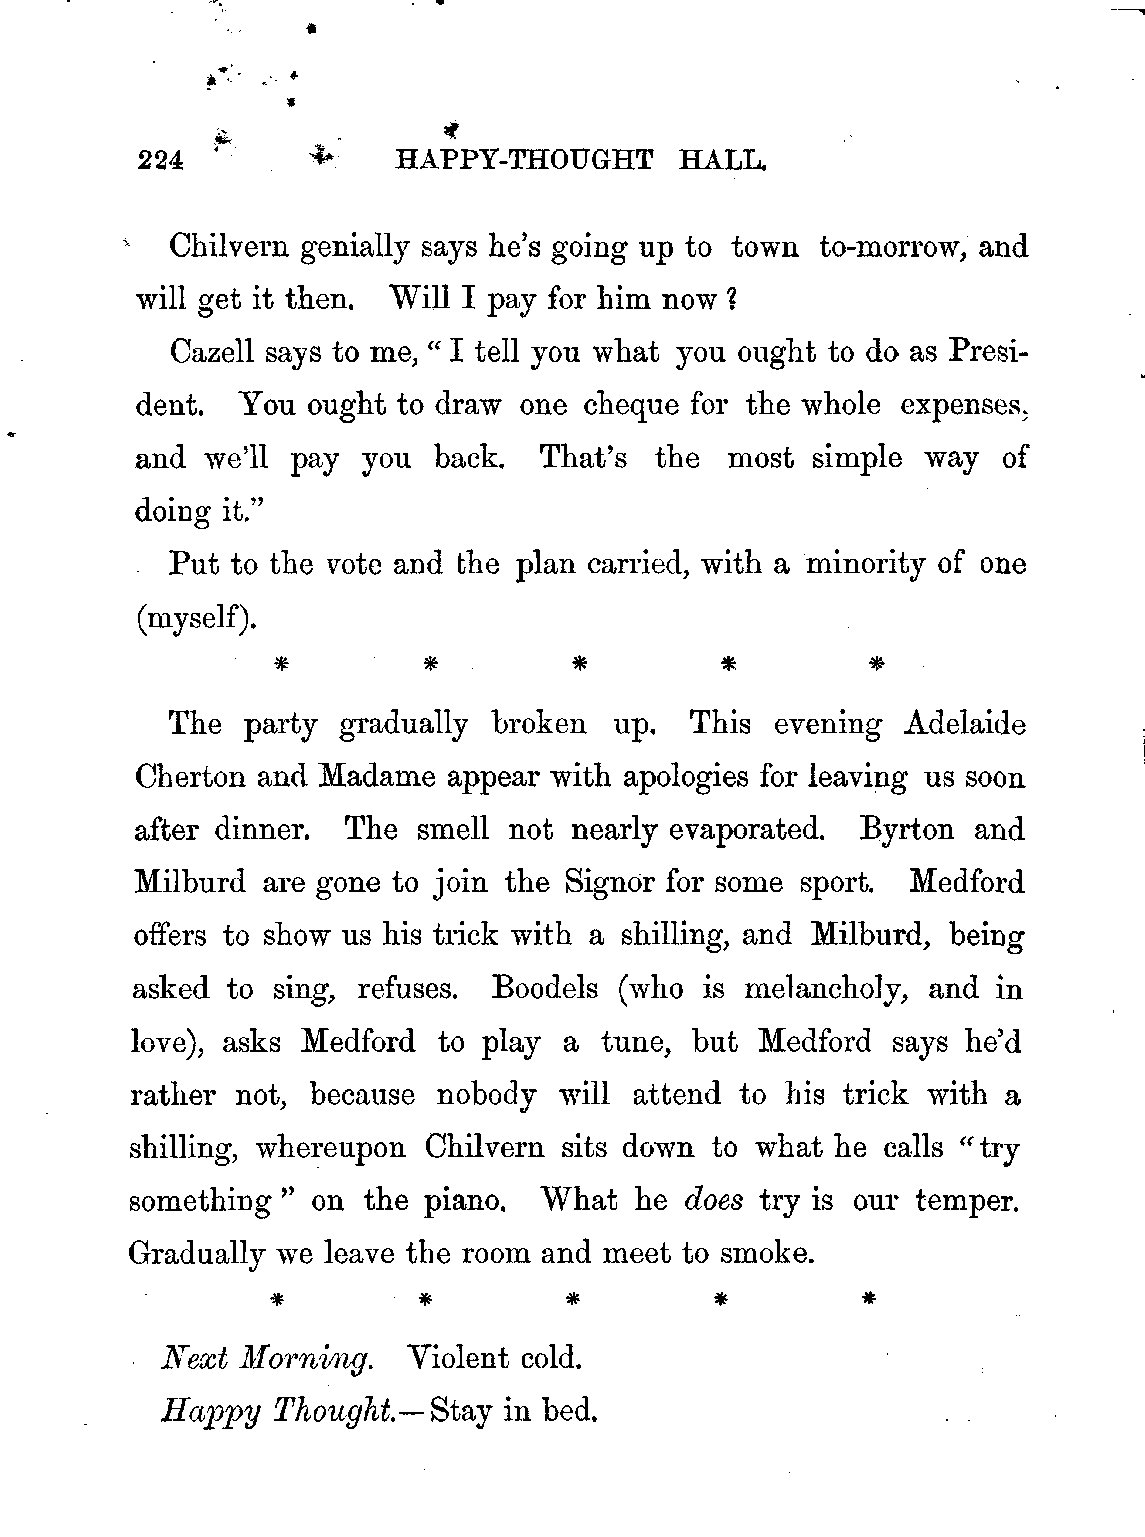 224 HAPPY-THOUGHT HALL.
Chilvern genially says he's going up to town to-morrow, and
will get it then. Will I pay for him now?
Cazell says to me, "I tell you what you ought to do as Presi-
dent. You ought to draw one cheque for the whole expenses,
and we'll pay you back. That's the most simple way of
doing it."
Put to the vote and the plan carried, with a minority of one
(myself).
* * * * *
The party gradually broken up. This evening Adelaide
Cherton and Madame appear with apologies for leaving us soon
after dinner. The smell not nearly evaporated. Byrton and
Milburd are gone to join the Signor for some sport. Medford
offers to show us his trick with a shilling, and Milburd, being
asked to sing, refuses. Boodels (who is melancholy, and in
love), asks Medford to play a tune, but Medford says he'd
rather not, because nobody will attend to his trick with a
shilling, whereupon Chilvern sits down to what he calls "try
something" on the piano. What he does try is our temper.
Gradually we leave the room and meet to smoke.
* * * * *
Next Morning. Violent cold.
Happy Thought.—Stay in bed.